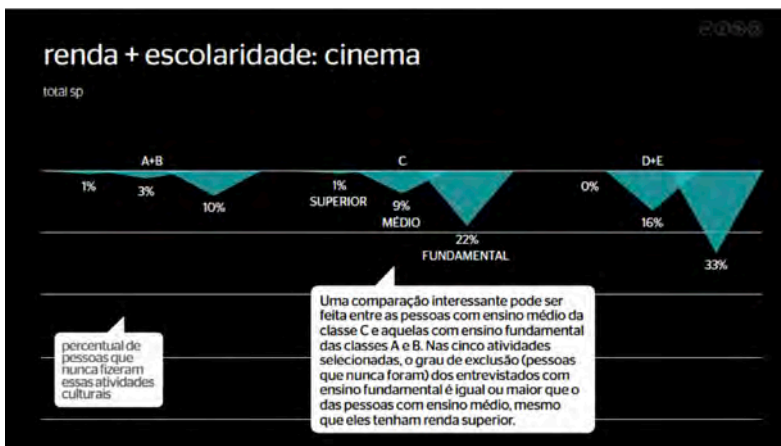 renda + escolaridade: cinema
total sp
A+B
C
D+E
1%
3%
10%
1%
SUPERIOR
9%
MÉDIO
22%
FUNDAMENTAL
0%
16%
33%
percentual de
pessoas que
nunca fizeram
essas atividades
culturais
Uma comparação interessante pode ser
feita entre as pessoas com ensino médio da
classe C e aquelas com ensino fundamental
das classes A e B. Nas cinco atividades
selecionadas, o grau de exclusão (pessoas
que nunca foram) dos entrevistados com
ensino fundamental é igual ou maior que o
das pessoas com ensino médio, mesmo
que eles tenham renda superior.